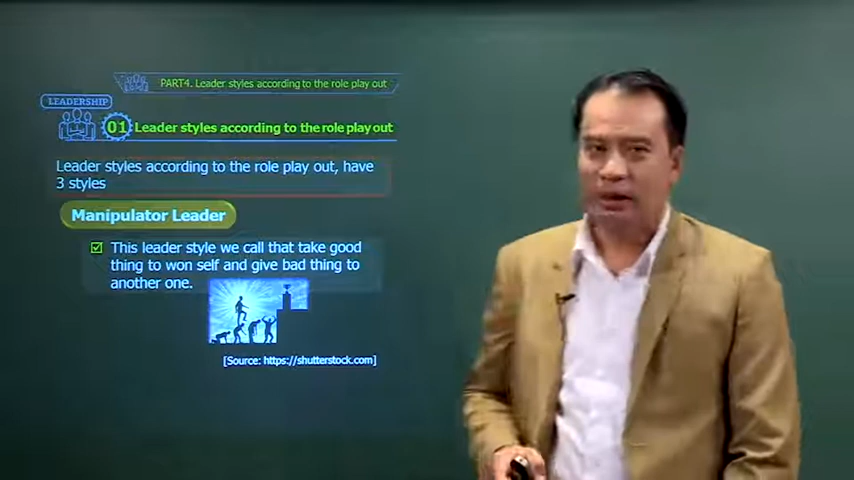 PART4. Leader styles according to the role play out
LEADERSHIP
01 Leader styles according to the role play out
Leader styles according to the role play out, have
3 styles
Manipulator Leader
This leader style we call that take good
thing to won self and give bad thing to
another one.
[Source: https://shutterstock.com]